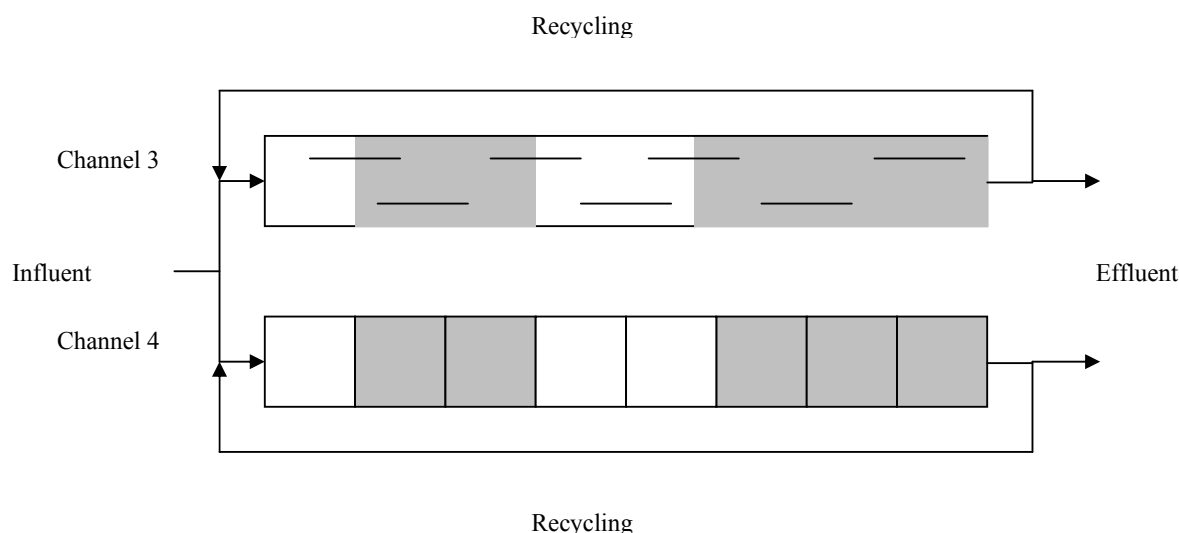 Recycling
Channel 3
Influent
Effluent
Channel 4
Recycling